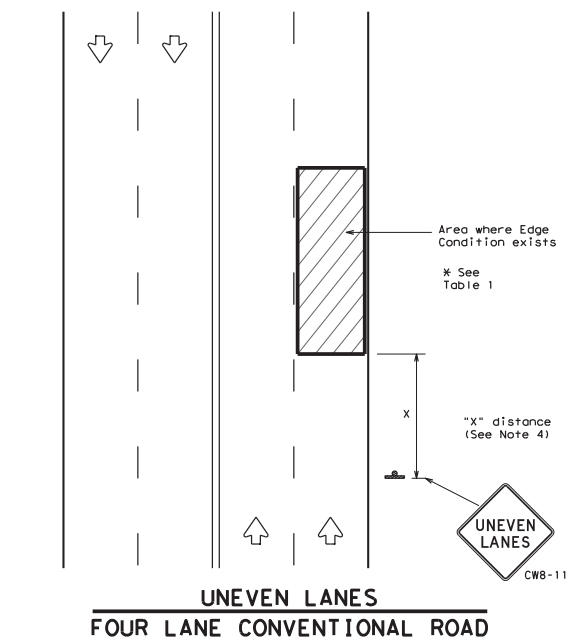 Area where Edge
Condition exists
* See
Table 1
X
"X" distance
(See Note 4)
UNEVEN
LANES
CW8-11
UNEVEN LANES
FOUR LANE CONVENTIONAL ROAD